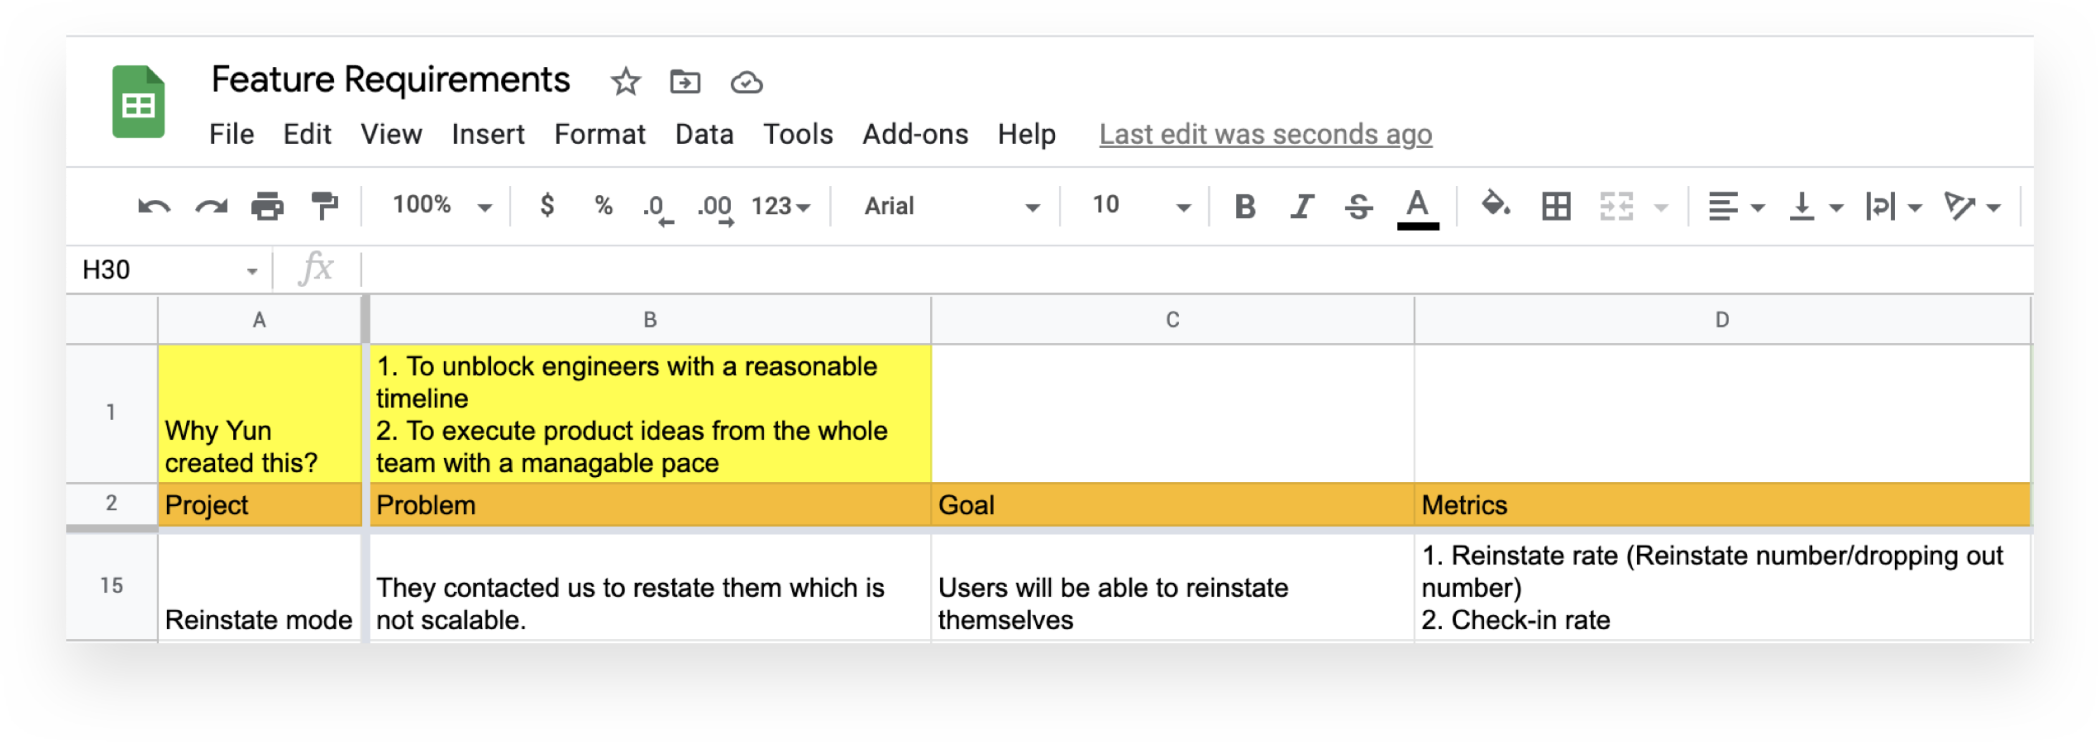 Feature Requirements
File Edit View Insert Format Data Tools Add-ons Help Last edit was seconds ago
100% $ % .0 .00 123 Arial 10 B I S A
H30 fx
A B C D
1
Why Yun
created this?
1. To unblock engineers with a reasonable
timeline
2. To execute product ideas from the whole
team with a managable pace
2 Project Problem Goal Metrics
15
Reinstate mode
They contacted us to restate them which is
not scalable.
Users will be able to reinstate
themselves
1. Reinstate rate (Reinstate number/dropping out
number)
2. Check-in rate